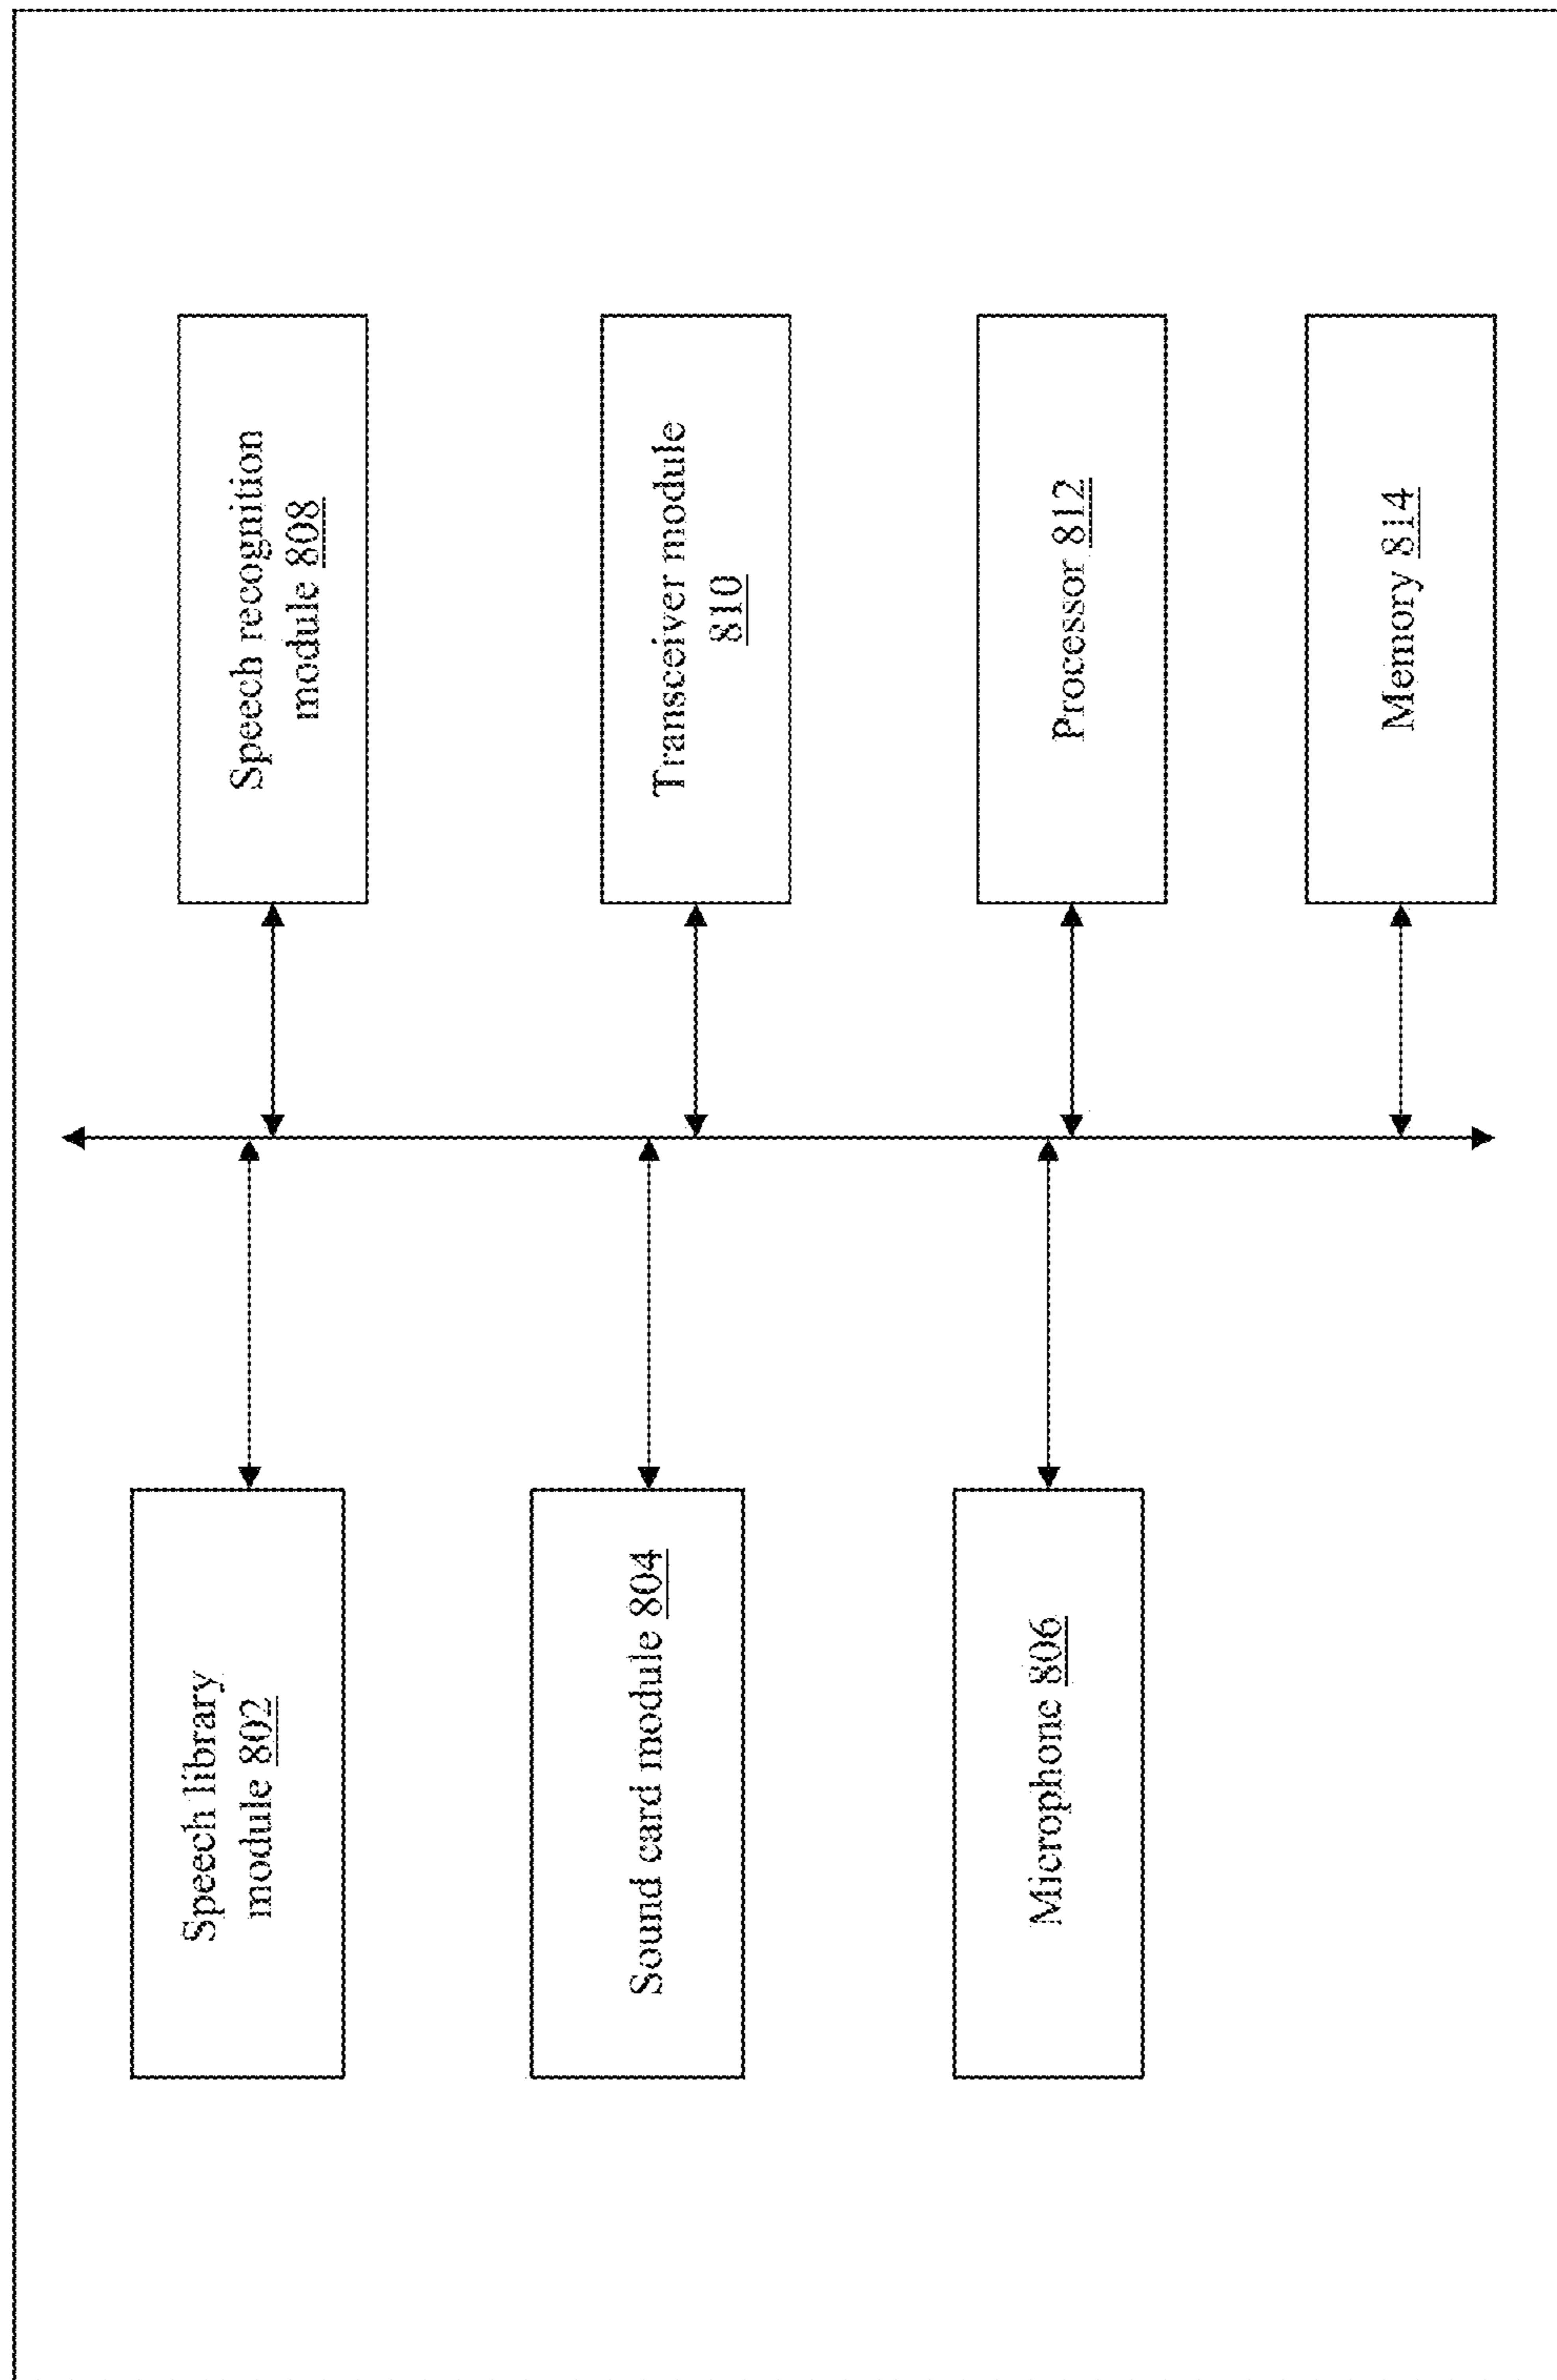 Speech library
module 802
Sound card module 804
Microphone 806
Speech recognition
module 808
Transceiver module
810
Processor 812
Memory 814